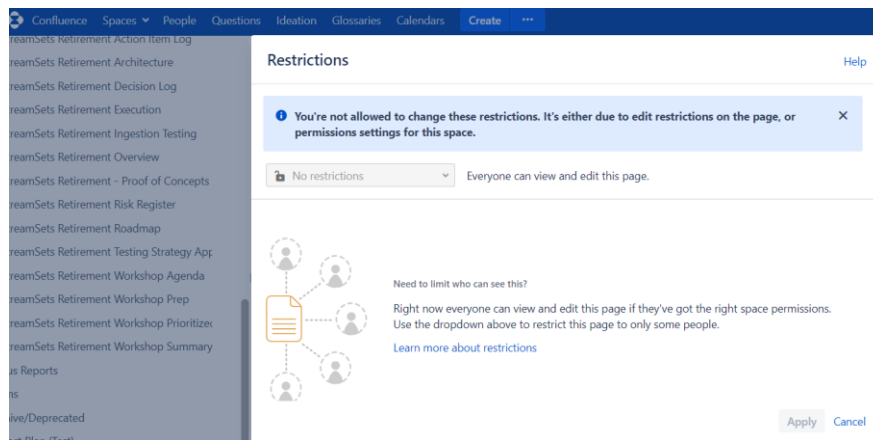 Confluence Spaces People Questions Ideation Glossaries Calendars Create ...
reamSets Retirement Action Item Log
reamSets Retirement Architecture
reamSets Retirement Decision Log
reamSets Retirement Execution
reamSets Retirement Ingestion Testing
reamSets Retirement Overview
reamSets Retirement - Proof of Concepts
reamSets Retirement Risk Register
reamSets Retirement Roadmap
reamSets Retirement Testing Strategy App
reamSets Retirement Workshop Agenda
reamSets Retirement Workshop Prep
reamSets Retirement Workshop Prioritized
reamSets Retirement Workshop Summary
us Reports
ns
ive/Deprecated
Restrictions
Help
You're not allowed to change these restrictions. It's either due to edit restrictions on the page, or
permissions settings for this space.
No restrictions
Everyone can view and edit this page.
Need to limit who can see this?
Right now everyone can view and edit this page if they've got the right space permissions.
Use the dropdown above to restrict this page to only some people.
Learn more about restrictions
Apply Cancel